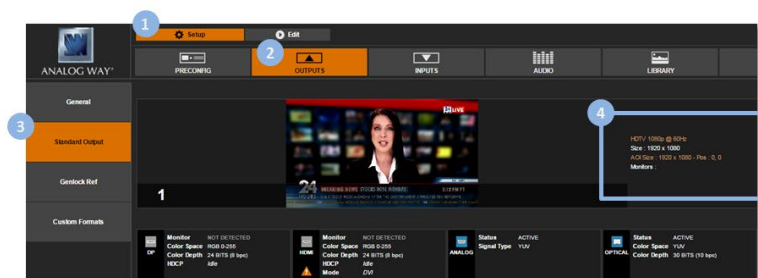 1
Setup
Edit
2
ANALOG WAY®
PRECONFIG
OUTPUTS
INPUTS
AUDIO
LIBRARY
General
3
Standard Output
Genlock Ref
Custom Formats
LIVE
24
BREAKING NEWS
1
4
HDTV 1080p @ 60Hz
Size : 1920 x 1080
AOI Size : 1920 x 1080 - Pos : 0, 0
Monitors :
DP
Monitor NOT DETECTED
Color Space RGB 0-255
Color Depth 24 BITS (8 bpc)
HDCP Idle
HDMI
Monitor NOT DETECTED
Color Space RGB 0-255
Color Depth 24 BITS (8 bpc)
HDCP Idle
Mode DVI
ANALOG
Status ACTIVE
Signal Type YUV
OPTICAL
Status ACTIVE
Color Space YUV
Color Depth 30 BITS (10 bpc)